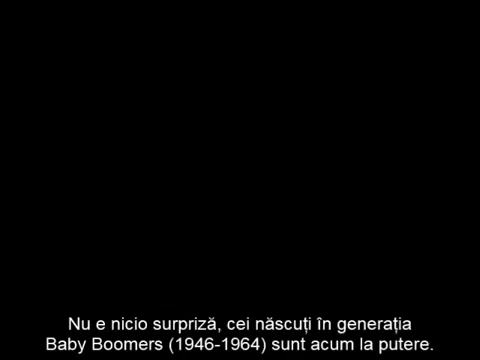 Nu e nicio surpriză, cei născuți în generația
Baby Boomers (1946-1964) sunt acum la putere.